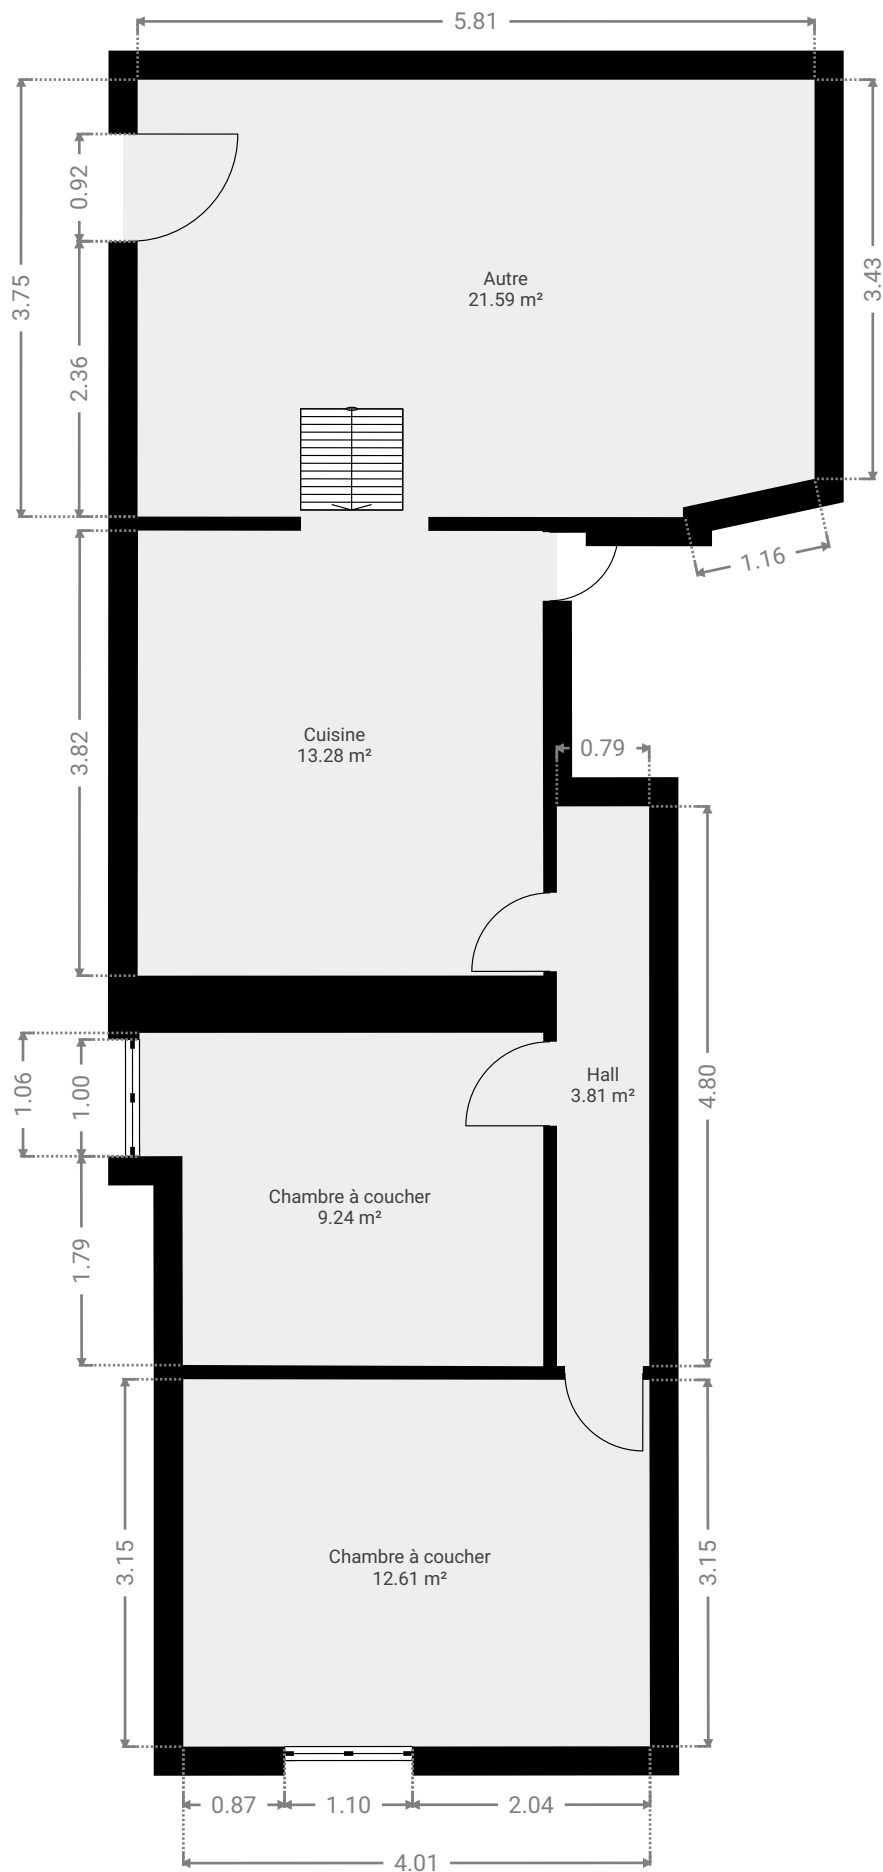 5.81
0.92
3.75
2.36
3.43
Autre
21.59 m²
1.16
3.82
Cuisine
13.28 m²
0.79
1.06
1.00
Hall
3.81 m²
4.80
1.79
Chambre à coucher
9.24 m²
3.15
Chambre à coucher
12.61 m²
3.15
0.87
1.10
2.04
4.01